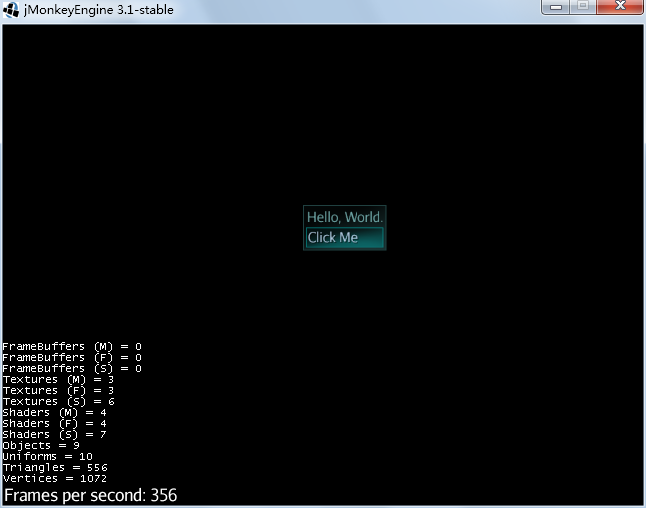 jMonkeyEngine 3.1-stable
Hello, World.
Click Me
FrameBuffers (M) = 0
FrameBuffers (F) = 0
FrameBuffers (S) = 0
Textures (M) = 3
Textures (F) = 3
Textures (S) = 6
Shaders (M) = 4
Shaders (F) = 4
Shaders (S) = 7
Objects = 9
Uniforms = 10
Triangles = 556
Vertices = 1072
Frames per second: 356